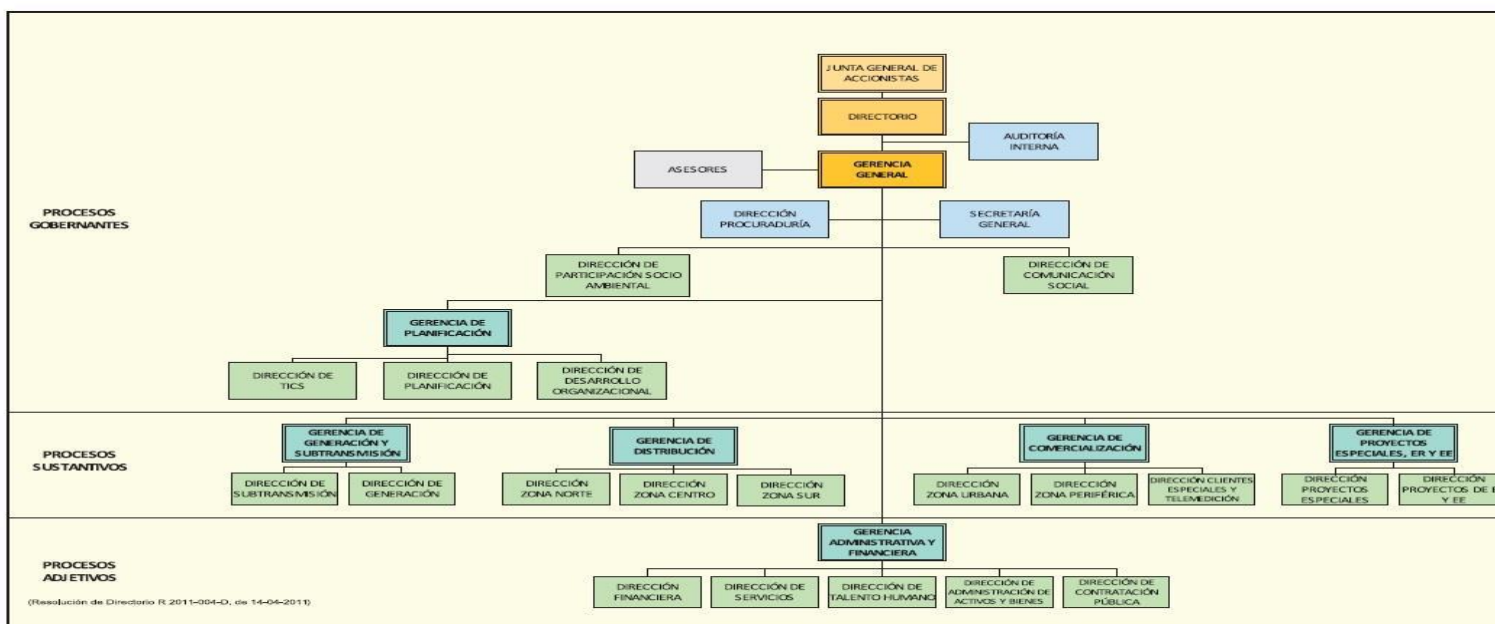 JUNTA GENERAL DE
ACCIONISTAS
DIRECTORIO
AUDITORÍA
INTERNA
ASESORES
GERENCIA
GENERAL
PROCESOS
GOBERNANTES
DIRECCIÓN
PROCURADURÍA
SECRETARÍA
GENERAL
DIRECCIÓN DE
PARTICIPACIÓN SOCIO
AMBIENTAL
DIRECCIÓN DE
COMUNICACIÓN
SOCIAL
GERENCIA DE
PLANIFICACIÓN
DIRECCIÓN DE
TICS
DIRECCIÓN DE
PLANIFICACIÓN
DIRECCIÓN DE
DESARROLLO
ORGANIZACIONAL
PROCESOS
SUSTANTIVOS
GERENCIA DE
GENERACIÓN Y
SUBTRANSMISIÓN
GERENCIA DE
DISTRIBUCIÓN
GERENCIA DE
COMERCIALIZACIÓN
GERENCIA DE
PROYECTOS
ESPECIALES, ER Y EE
DIRECCIÓN DE
SUBTRANSMISIÓN
DIRECCIÓN DE
GENERACIÓN
DIRECCIÓN
ZONA NORTE
DIRECCIÓN
ZONA CENTRO
DIRECCIÓN
ZONA SUR
DIRECCIÓN
ZONA URBANA
DIRECCIÓN
ZONA PERIFÉRICA
DIRECCIÓN CLIENTES
ESPECIALES Y
TELEMEDICIÓN
DIRECCIÓN
PROYECTOS
ESPECIALES
DIRECCIÓN
PROYECTOS DE
Y EE
PROCESOS
ADJETIVOS
GERENCIA
ADMINISTRATIVA Y
FINANCIERA
DIRECCIÓN
FINANCIERA
DIRECCIÓN DE
SERVICIOS
DIRECCIÓN DE
TALENTO HUMANO
DIRECCIÓN DE
ADMINISTRACIÓN DE
ACTIVOS Y BIENES
DIRECCIÓN DE
CONTRATACIÓN
PÚBLICA
(Resolución de Directorio R 2011-004-D, de 14-04-2011)